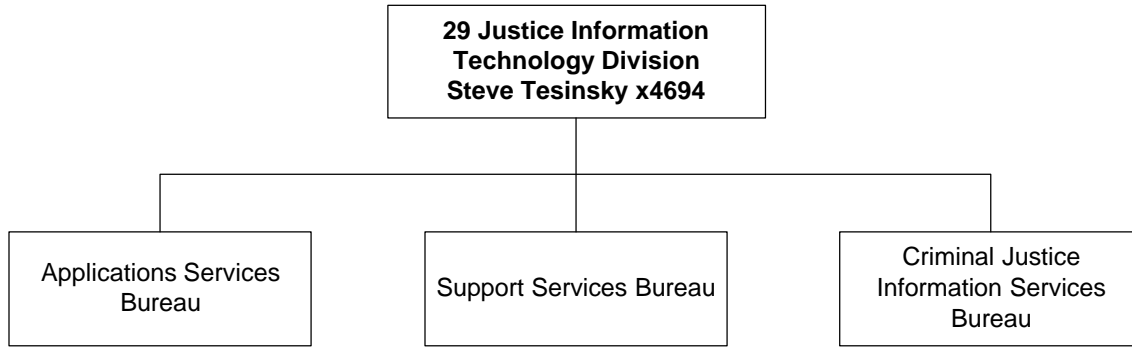 29 Justice Information
Technology Division
Steve Tesinsky x4694
Applications Services
Bureau
Support Services Bureau
Criminal Justice
Information Services
Bureau